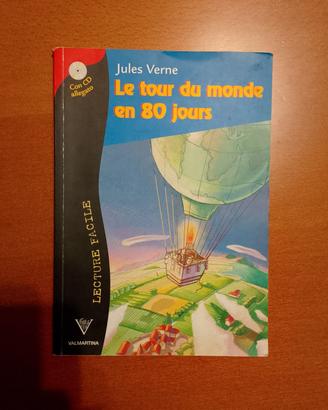 Con CD
allegato
Jules Verne
Le tour du monde
en 80 jours
LECTURE FACILE
VALMARTINA